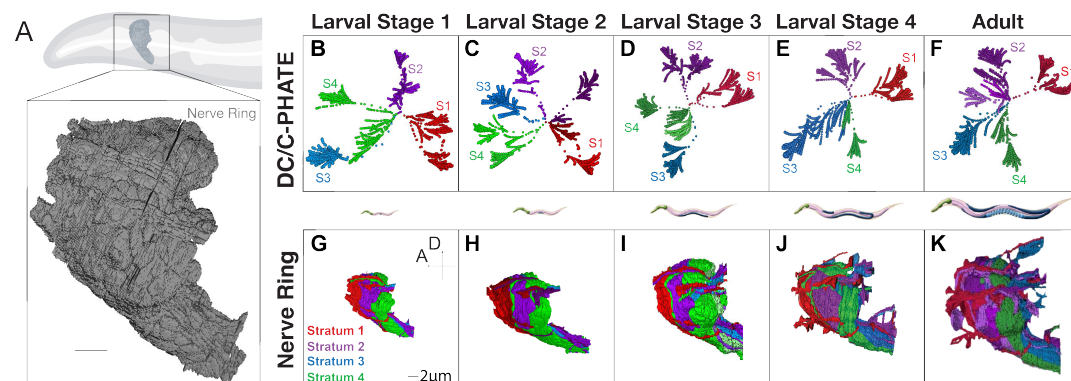 A
Nerve Ring
Larval Stage 1
Larval Stage 2
Larval Stage 3
Larval Stage 4
Adult
DC/C-PHATE
B
S4
S2
S1
S3
C
S2
S3
S4
S1
D
S2
S1
S4
S3
E
S2
S1
S3
S4
F
S2
S1
S3
S4
Nerve Ring
G
A D
Stratum 1
Stratum 2
Stratum 3
Stratum 4
2um
H
I
J
K